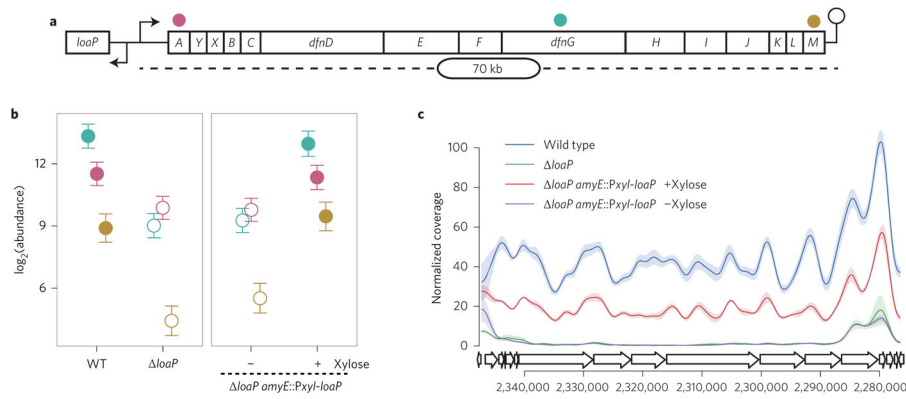 a
loaP
A Y X B C dfnD E F dfnG H I J K L M
70 kb
b
log2(abundance)
12
9
6
WT ΔloaP − + Xylose
ΔloaP amyE::Pxyl-loaP
c
Normalized coverage
Wild type
ΔloaP
ΔloaP amyE::Pxyl-loaP +Xylose
ΔloaP amyE::Pxyl-loaP −Xylose
100
80
60
40
20
0
2,340,000 2,330,000 2,320,000 2,310,000 2,300,000 2,290,000 2,280,000